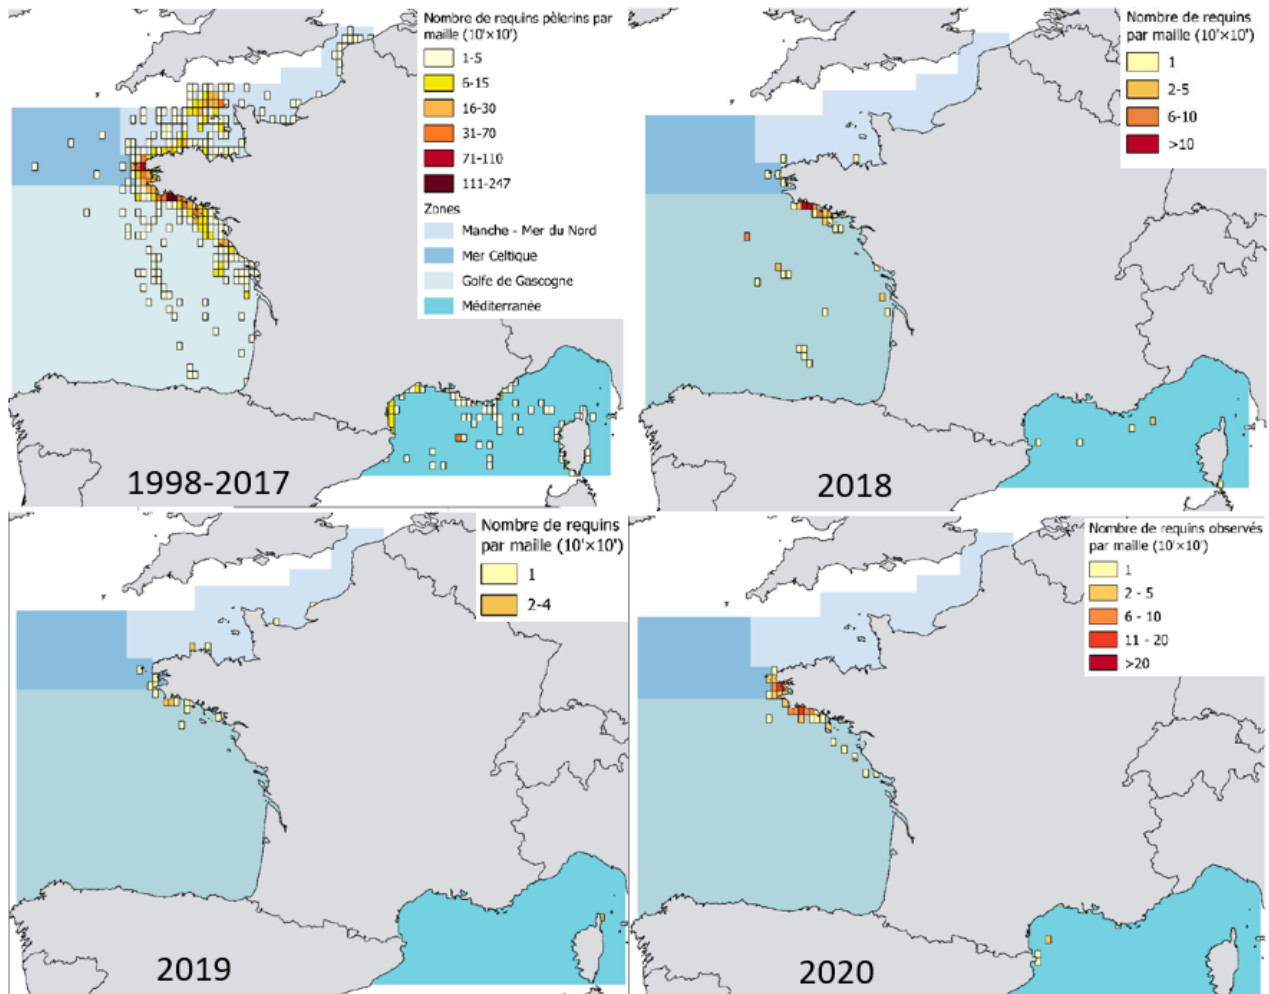 Nombre de requins pèlerins par
maille (10'×10')
1-5
6-15
16-30
31-70
71-110
111-247
Zones
Manche - Mer du Nord
Mer Celtique
Golfe de Gascogne
Méditerranée
1998-2017
Nombre de requins
par maille (10'×10')
1
2-5
6-10
>10
2018
Nombre de requins
par maille (10'×10')
1
2-4
2019
Nombre de requins observés
par maille (10'×10')
1
2 - 5
6 - 10
11 - 20
>20
2020